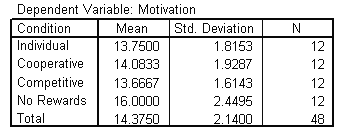 Dependent Variable: Motivation
Condition Mean Std. Deviation N
Individual 13.7500 1.8153 12
Cooperative 14.0833 1.9287 12
Competitive 13.6667 1.6143 12
No Rewards 16.0000 2.4495 12
Total 14.3750 2.1400 48